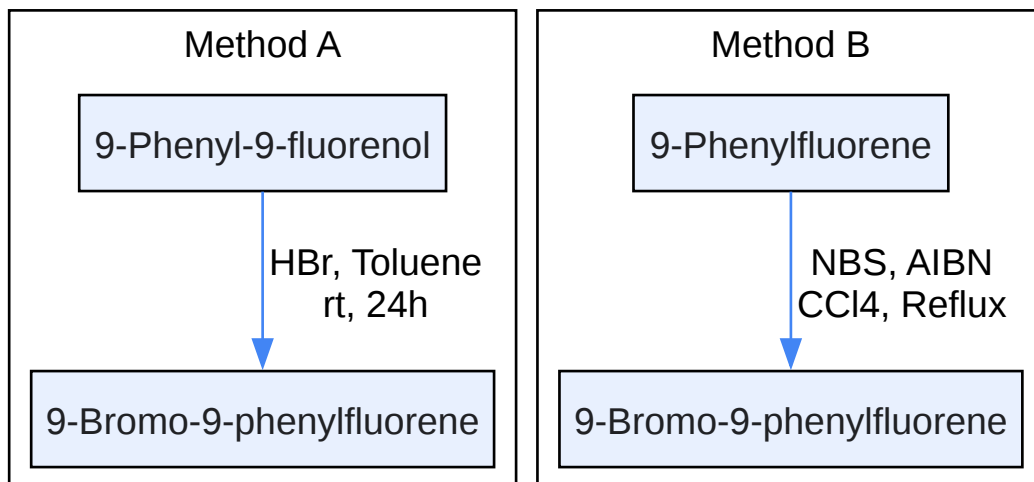 Method A
9-Phenyl-9-fluorenol
HBr, Toluene
rt, 24h
9-Bromo-9-phenylfluorene
Method B
9-Phenylfluorene
NBS, AIBN
CCl4, Reflux
9-Bromo-9-phenylfluorene